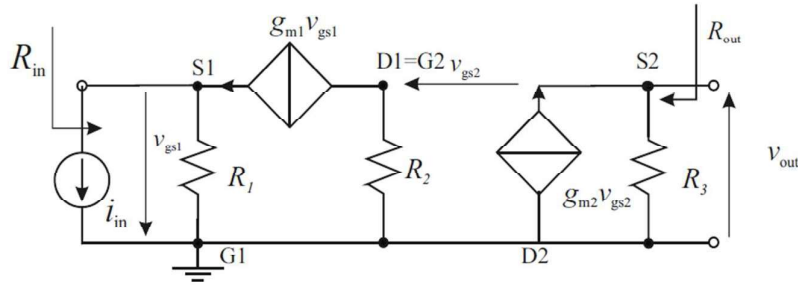 g_m1 v_gs1
R_in
S1
D1=G2
v_gs2
S2
R_out
v_gs1
R_1
R_2
g_m2 v_gs2
R_3
v_out
i_in
G1
D2